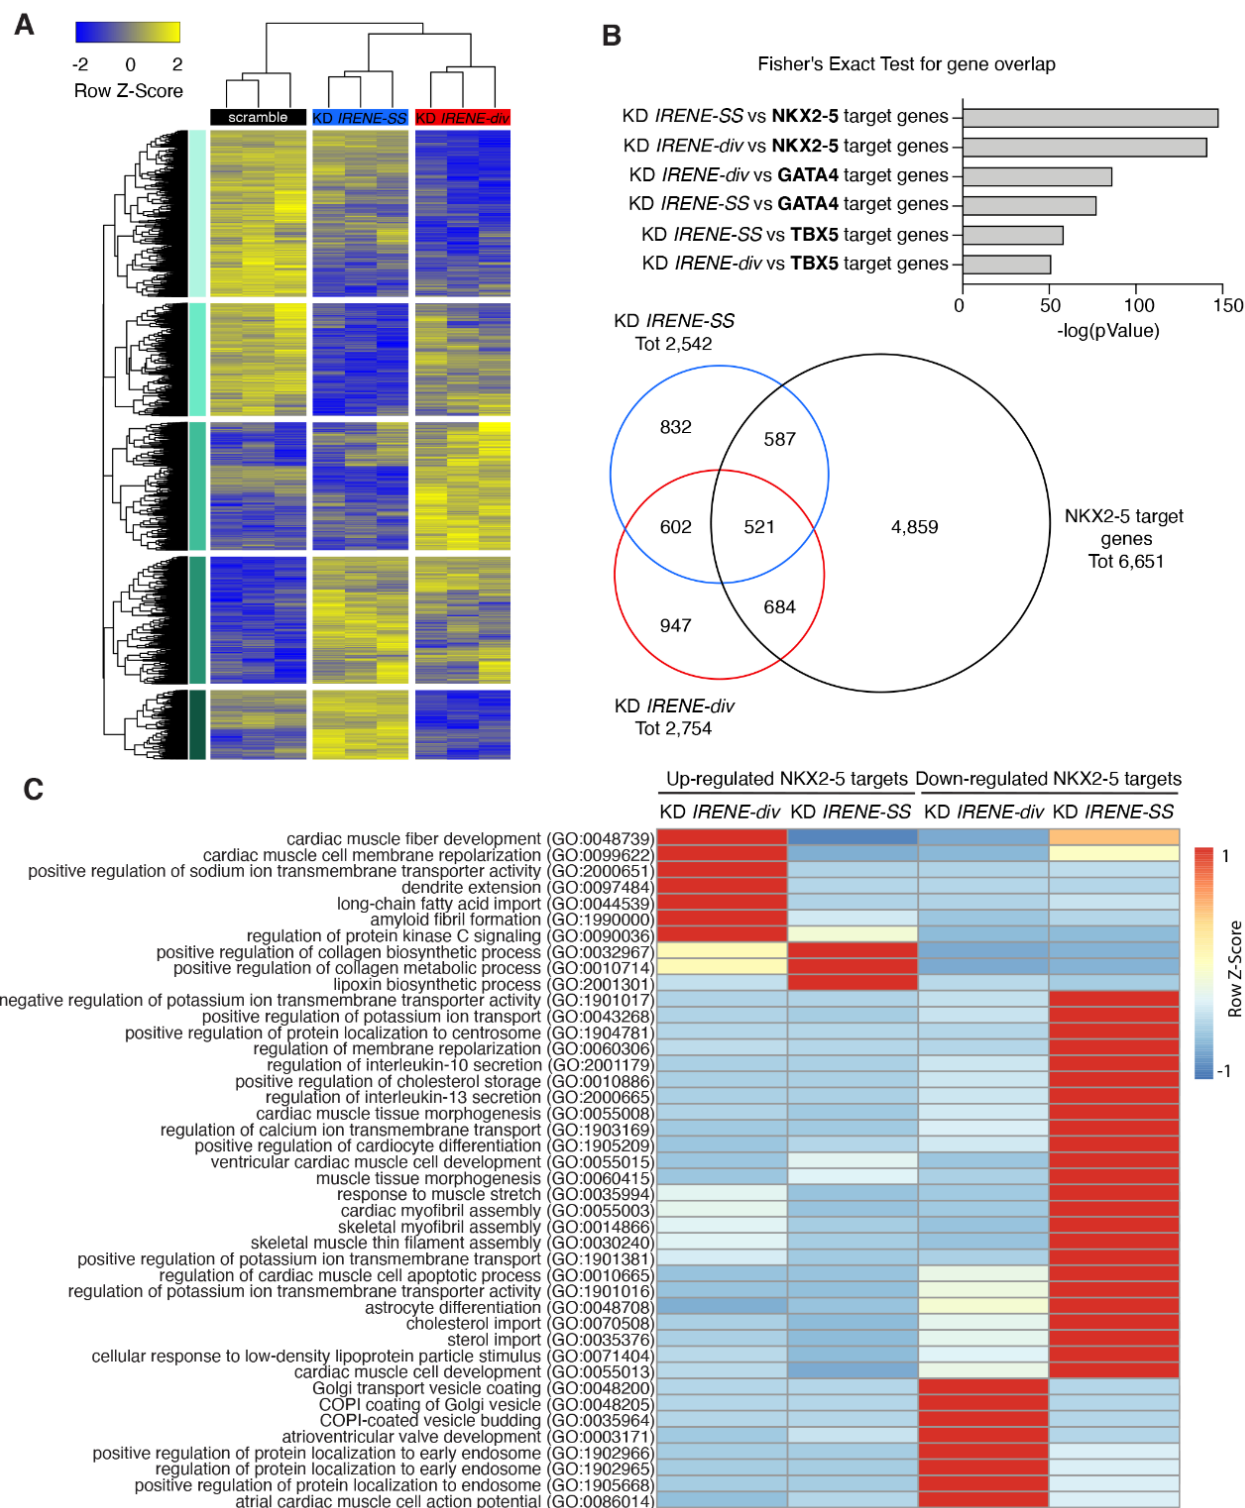 A
-2 0 2
Row Z-Score
scramble
KD IRENE-SS
KD IRENE-div
B
Fisher's Exact Test for gene overlap
KD IRENE-SS vs NKX2-5 target genes
KD IRENE-div vs NKX2-5 target genes
KD IRENE-div vs GATA4 target genes
KD IRENE-SS vs GATA4 target genes
KD IRENE-SS vs TBX5 target genes
KD IRENE-div vs TBX5 target genes
0 50 100 150
-log(pValue)
KD IRENE-SS
Tot 2,542
832
587
602
521
4,859
684
947
NKX2-5 target
genes
Tot 6,651
KD IRENE-div
Tot 2,754
C
Up-regulated NKX2-5 targets
Down-regulated NKX2-5 targets
KD IRENE-div
KD IRENE-SS
KD IRENE-div
KD IRENE-SS
cardiac muscle fiber development (GO:0048739)
cardiac muscle cell membrane repolarization (GO:0099622)
positive regulation of sodium ion transmembrane transporter activity (GO:2000651)
dendrite extension (GO:0097484)
long-chain fatty acid import (GO:0044539)
amyloid fibril formation (GO:1990000)
regulation of protein kinase C signaling (GO:0090036)
positive regulation of collagen biosynthetic process (GO:0032967)
positive regulation of collagen metabolic process (GO:0010714)
lipoxin biosynthetic process (GO:2001301)
negative regulation of potassium ion transmembrane transporter activity (GO:1901017)
positive regulation of potassium ion transport (GO:0043268)
positive regulation of protein localization to centrosome (GO:1904781)
regulation of membrane repolarization (GO:0060306)
regulation of interleukin-10 secretion (GO:2001179)
positive regulation of cholesterol storage (GO:0010886)
regulation of interleukin-13 secretion (GO:2000665)
cardiac muscle tissue morphogenesis (GO:0055008)
regulation of calcium ion transmembrane transport (GO:1903169)
positive regulation of cardiocyte differentiation (GO:1905209)
ventricular cardiac muscle cell development (GO:0055015)
muscle tissue morphogenesis (GO:0060415)
response to muscle stretch (GO:0035994)
cardiac myofibril assembly (GO:0055003)
skeletal myofibril assembly (GO:0014866)
skeletal muscle thin filament assembly (GO:0030240)
positive regulation of potassium ion transmembrane transport (GO:1901381)
regulation of cardiac muscle cell apoptotic process (GO:0010665)
regulation of potassium ion transmembrane transporter activity (GO:1901016)
astrocyte differentiation (GO:0048708)
cholesterol import (GO:0070508)
sterol import (GO:0035376)
cellular response to low-density lipoprotein particle stimulus (GO:0071404)
cardiac muscle cell development (GO:0055013)
Golgi transport vesicle coating (GO:0048200)
COPI coating of Golgi vesicle (GO:0048205)
COPI-coated vesicle budding (GO:0035964)
atrioventricular valve development (GO:0003171)
positive regulation of protein localization to early endosome (GO:1902966)
regulation of protein localization to early endosome (GO:1902965)
positive regulation of protein localization to endosome (GO:1905668)
atrial cardiac muscle cell action potential (GO:0086014)
1
Row Z-Score
-1